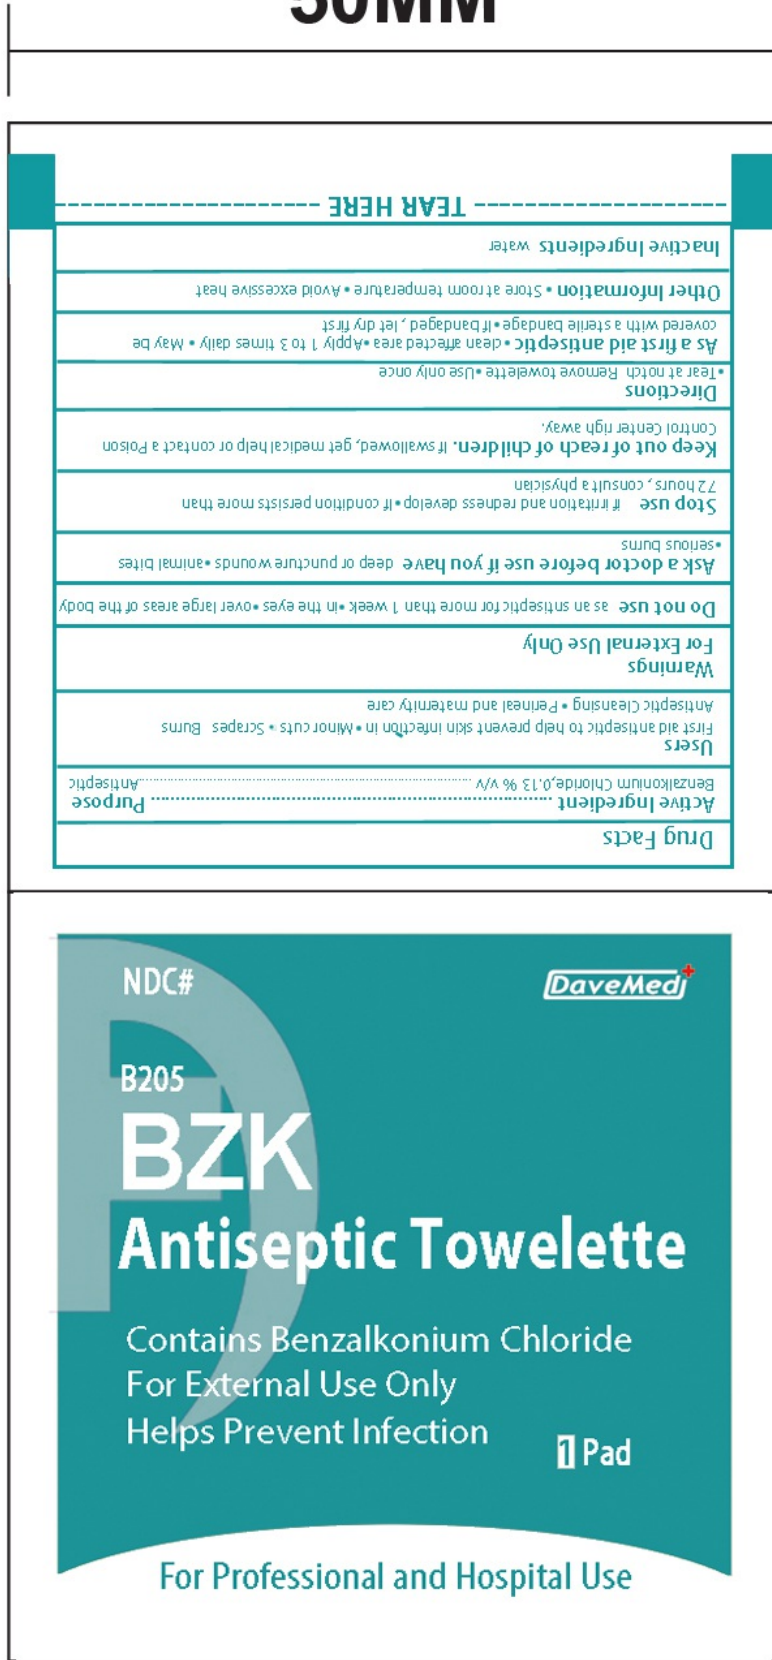 50MM
Drug Facts
Active Ingredient ........ Purpose
Benzalkonium Chloride,0.13 % v/v ........Antiseptic
Users
First aid antiseptic to help prevent skin infection in • Minor cuts • Scrapes Burns
Antiseptic Cleansing • Perineal and maternity care
Warnings
For External Use Only
Do not use as an sntiseptic for more than 1 week •in the eyes •over large areas of the body
Ask a doctor before use if you have deep or puncture wounds •animal bites
•serious burns
Stop use if irritation and redness develop •If condition persists more than
72 hours , consult a physician
Keep out of reach of children. If swallowed, get medical help or contact a Poison
Control Center righ away.
Directions
•Tear at notch Remove towelette •Use only once
As a first aid antiseptic • clean affected area •Apply 1 to 3 times daily • May be
covered with a sterile bandage •If bandaged , let dry first
Other Information • Store at room temperature • Avoid excessive heat
Inactive Ingredients water
TEAR HERE
NDC#
DaveMed
B205
BZK
Antiseptic Towelette
Contains Benzalkonium Chloride
For External Use Only
Helps Prevent Infection
1 Pad
For Professional and Hospital Use